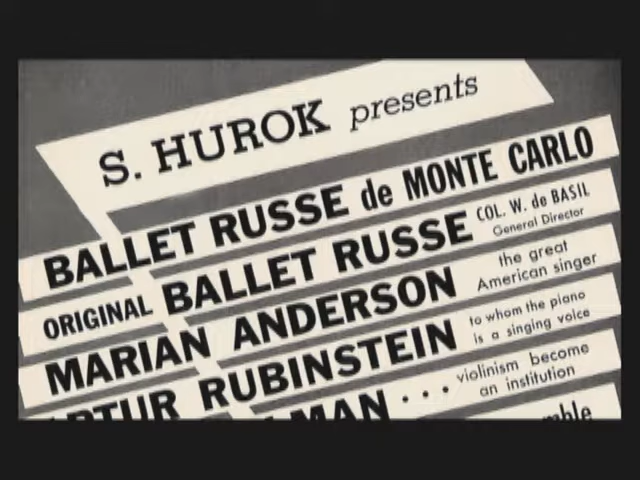 S. HUROK presents
BALLET RUSSE de MONTE CARLO
ORIGINAL BALLET RUSSE COL. W. de BASIL
General Director
MARIAN ANDERSON the great
American singer
ARTUR RUBINSTEIN to whom the piano
is a singing voice
... violinism become
an institution